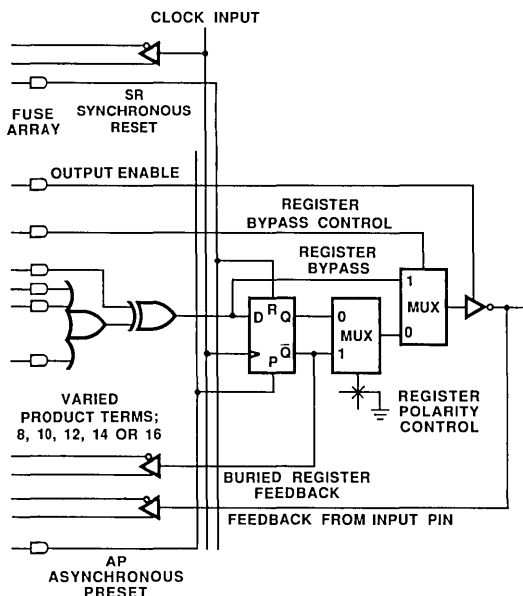 CLOCK INPUT
SR
SYNCHRONOUS
RESET
FUSE
ARRAY
OUTPUT ENABLE
REGISTER
BYPASS CONTROL
REGISTER
BYPASS
1
MUX
0
D R Q
P Q̅
0
MUX
1
VARIED
PRODUCT TERMS;
8, 10, 12, 14 OR 16
REGISTER
POLARITY
CONTROL
BURIED REGISTER
FEEDBACK
FEEDBACK FROM INPUT PIN
AP
ASYNCHRONOUS
PRESET